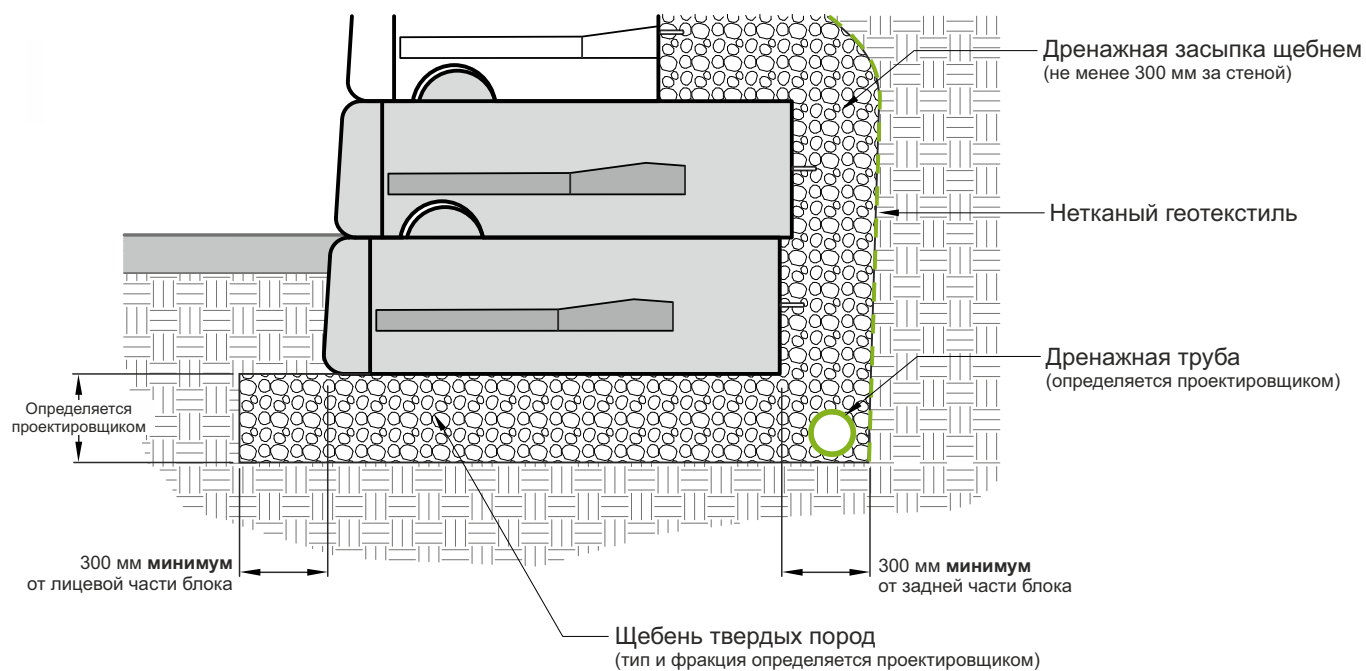 Дренажная засыпка щебнем
(не менее 300 мм за стеной)
Нетканый геотекстиль
Дренажная труба
(определяется проектировщиком)
Определяется
проектировщиком
300 мм минимум
от лицевой части блока
300 мм минимум
от задней части блока
Щебень твердых пород
(тип и фракция определяется проектировщиком)